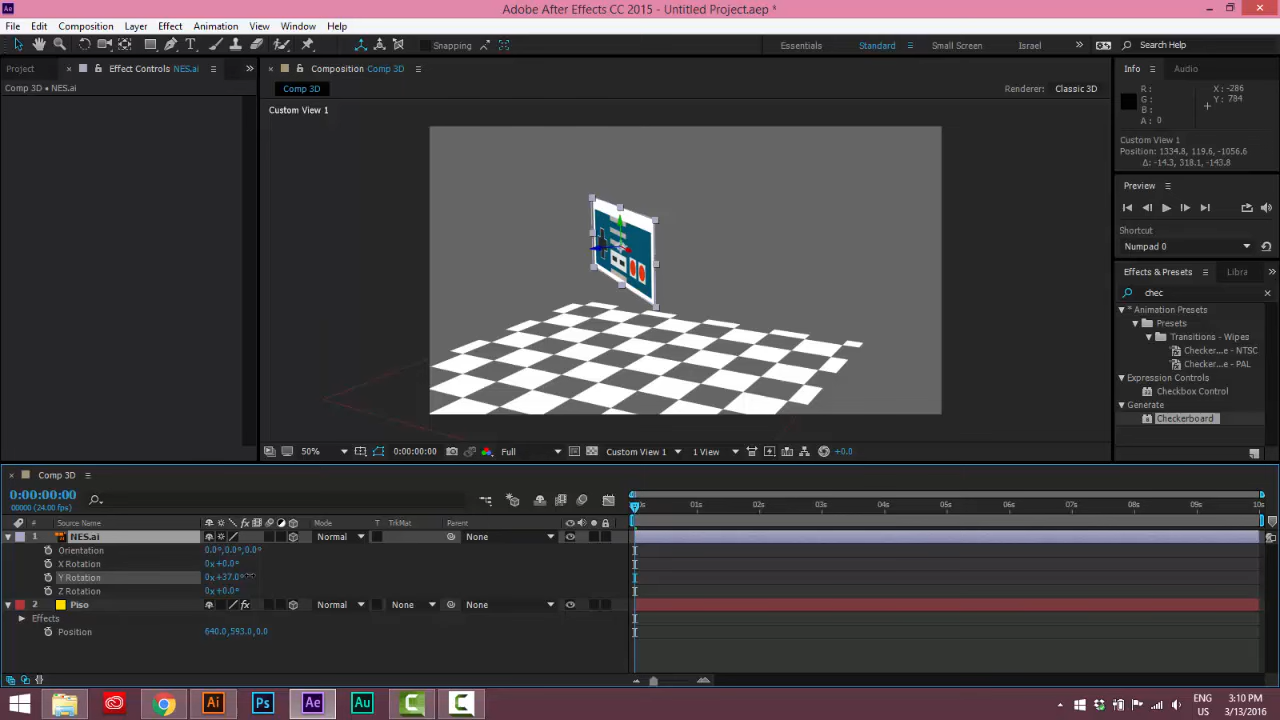 Adobe After Effects CC 2015 - Untitled Project.aep *
File Edit Composition Layer Effect Animation View Window Help
Snapping Essentials Standard Small Screen Israel Search Help
Project Effect Controls NES.ai Composition Comp 3D Info Audio
Comp 3D • NES.ai
Comp 3D Renderer: Classic 3D
R : X : -286
G : Y : 784
B :
A : 0
Custom View 1
Custom View 1
Position: 1334.8, 119.6, -1056.6
Δ: -14.3, 318.1, -143.8
Preview
Shortcut
Numpad 0
Effects & Presets Libra
chec
* Animation Presets
Presets
Transitions - Wipes
Checker...e - NTSC
Checker...e - PAL
Expression Controls
Checkbox Control
Generate
Checkerboard
50% 0:00:00:00 Full Custom View 1 1 View +0.0
Comp 3D
0:00:00:00
00000 (24.00 fps)
01s 02s 03s 04s 05s 06s 07s 08s 09s 10s
# Source Name Mode T TrkMat Parent
1 NES.ai Normal None
Orientation 0.0°,0.0°,0.0°
X Rotation 0x+0.0°
Y Rotation 0x+37.0°
Z Rotation 0x+0.0°
2 Piso Normal None None
Effects
Position 640.0,593.0,0.0
Ai Ps Ae Au
ENG 3:10 PM
US 3/13/2016